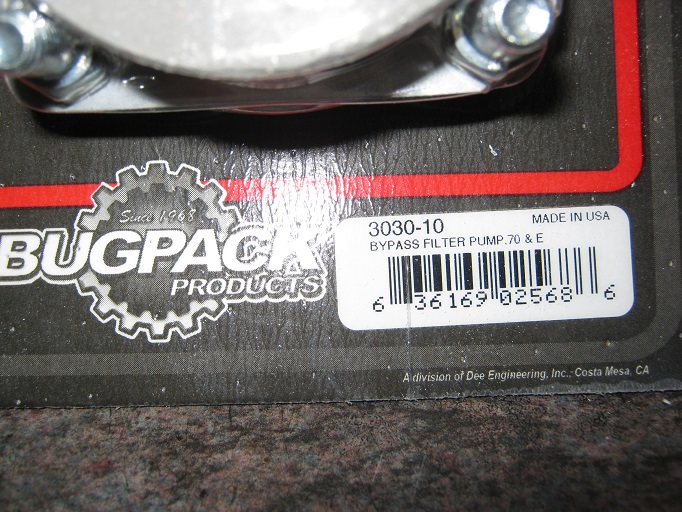 Since 1968
BUGPACK
PRODUCTS
3030-10 MADE IN USA
BYPASS FILTER PUMP.70 & E
6 36169 02568 6
A division of Dee Engineering, Inc., Costa Mesa, CA